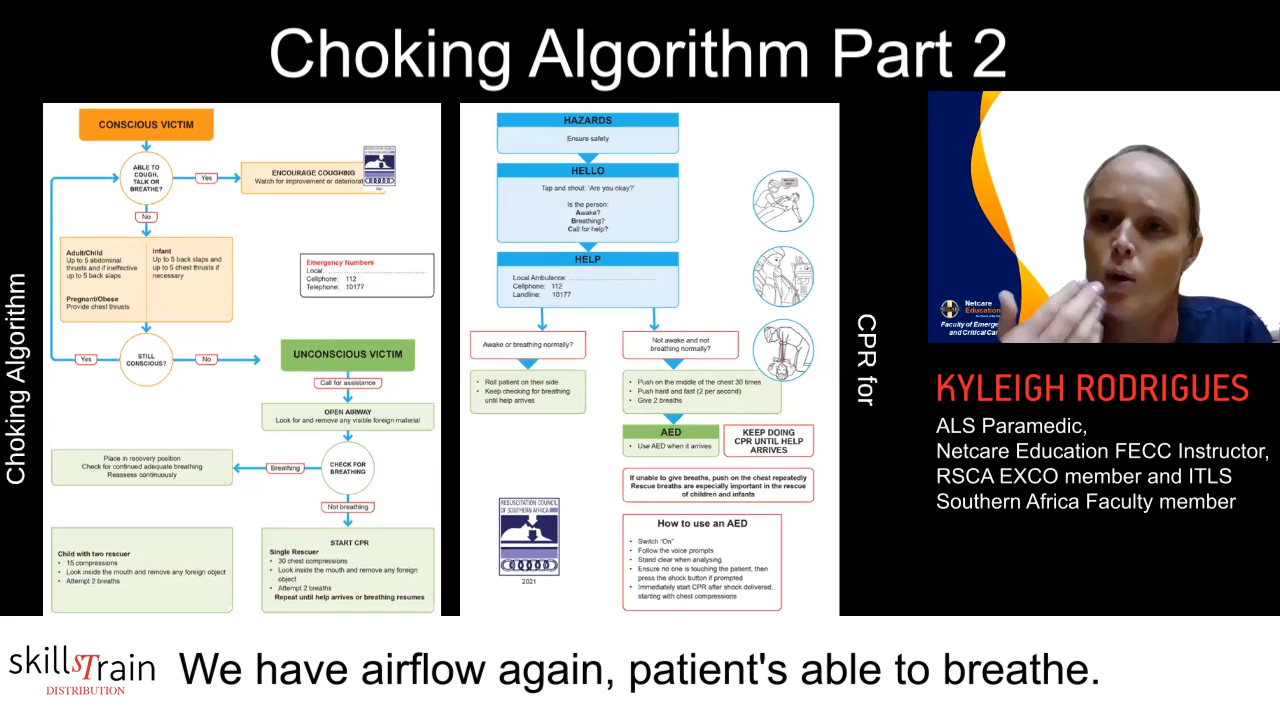 Choking Algorithm Part 2
Choking Algorithm
CONSCIOUS VICTIM
ABLE TO
COUGH,
TALK OR
BREATHE?
Yes
ENCOURAGE COUGHING
Watch for improvement or deteriorat
2021
No
Adult/Child
Up to 5 abdominal
thrusts and if ineffective
up to 5 back slaps
Pregnant/Obese
Provide chest thrusts
Infant
Up to 5 back slaps and
up to 5 chest thrusts if
necessary
Emergency Numbers
Local:
Cellphone: 112
Telephone: 10177
STILL
CONSCIOUS?
Yes
No
UNCONSCIOUS VICTIM
Call for assistance
OPEN AIRWAY
Look for and remove any visible foreign material
CHECK FOR
BREATHING
Breathing
Place in recovery position
Check for continued adequate breathing
Reassess continuously
Not breathing
Child with two rescuer
• 15 compressions
• Look inside the mouth and remove any foreign object
• Attempt 2 breaths
START CPR
Single Rescuer
• 30 chest compressions
• Look inside the mouth and remove any foreign
object
• Attempt 2 breaths
Repeat until help arrives or breathing resumes
HAZARDS
Ensure safety
HELLO
Tap and shout: 'Are you okay?'
Is the person:
Awake?
Breathing?
Call for help?
HELP
Local Ambulance:
Cellphone: 112
Landline: 10177
Awake or breathing normally?
• Roll patient on their side
• Keep checking for breathing
until help arrives
Not awake and not
breathing normally?
• Push on the middle of the chest 30 times
• Push hard and fast (2 per second)
• Give 2 breaths
AED
• Use AED when it arrives
KEEP DOING
CPR UNTIL HELP
ARRIVES
If unable to give breaths, push on the chest repeatedly
Rescue breaths are especially important in the rescue
of children and infants
How to use an AED
• Switch "On"
• Follow the voice prompts
• Stand clear when analysing
• Ensure no one is touching the patient, then
press the shock button if prompted
• Immediately start CPR after shock delivered,
starting with chest compressions
RESUSCITATION COUNCIL
OF SOUTHERN AFRICA
2021
CPR for
Netcare
Education
Faculty of Emerge
and Critical Ca
KYLEIGH RODRIGUES
ALS Paramedic,
Netcare Education FECC Instructor,
RSCA EXCO member and ITLS
Southern Africa Faculty member
skillsTrain
DISTRIBUTION
We have airflow again, patient's able to breathe.